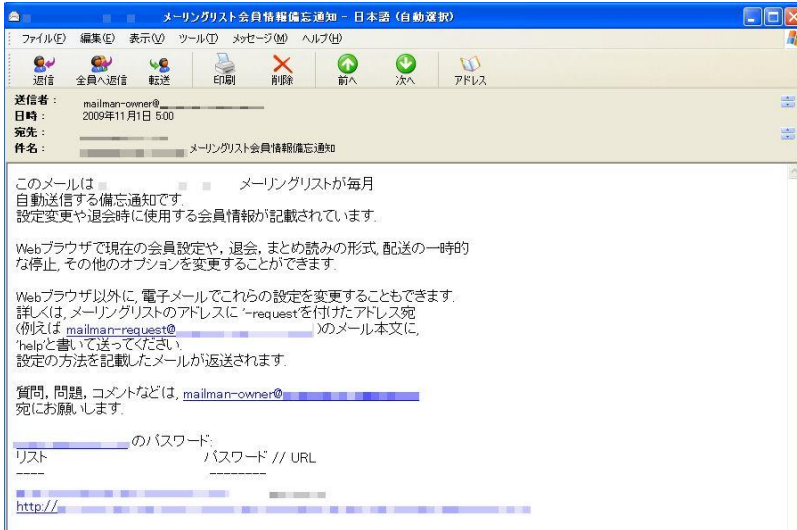 メーリングリスト会員情報備忘通知 - 日本語 (自動選択)
ファイル(F) 編集(E) 表示(V) ツール(T) メッセージ(M) ヘルプ(H)
返信 全員へ返信 転送 印刷 削除 前へ 次へ アドレス
送信者: mailman-owner@
日時: 2009年11月1日 5:00
宛先:
件名: メーリングリスト会員情報備忘通知
このメールは メーリングリストが毎月
自動送信する備忘通知です.
設定変更や退会時に使用する会員情報が記載されています.
Webブラウザで現在の会員設定や, 退会, まとめ読みの形式, 配送の一時的
な停止, その他のオプションを変更することができます.
Webブラウザ以外に, 電子メールでこれらの設定を変更することもできます.
詳しくは, メーリングリストのアドレスに '-request'を付けたアドレス宛
(例えば mailman-request@ )のメール本文に,
'help'と書いて送ってください.
設定の方法を記載したメールが返送されます.
質問, 問題, コメントなどは, mailman-owner@
宛にお願いします.
のパスワード:
リスト パスワード // URL
---- --------
http://